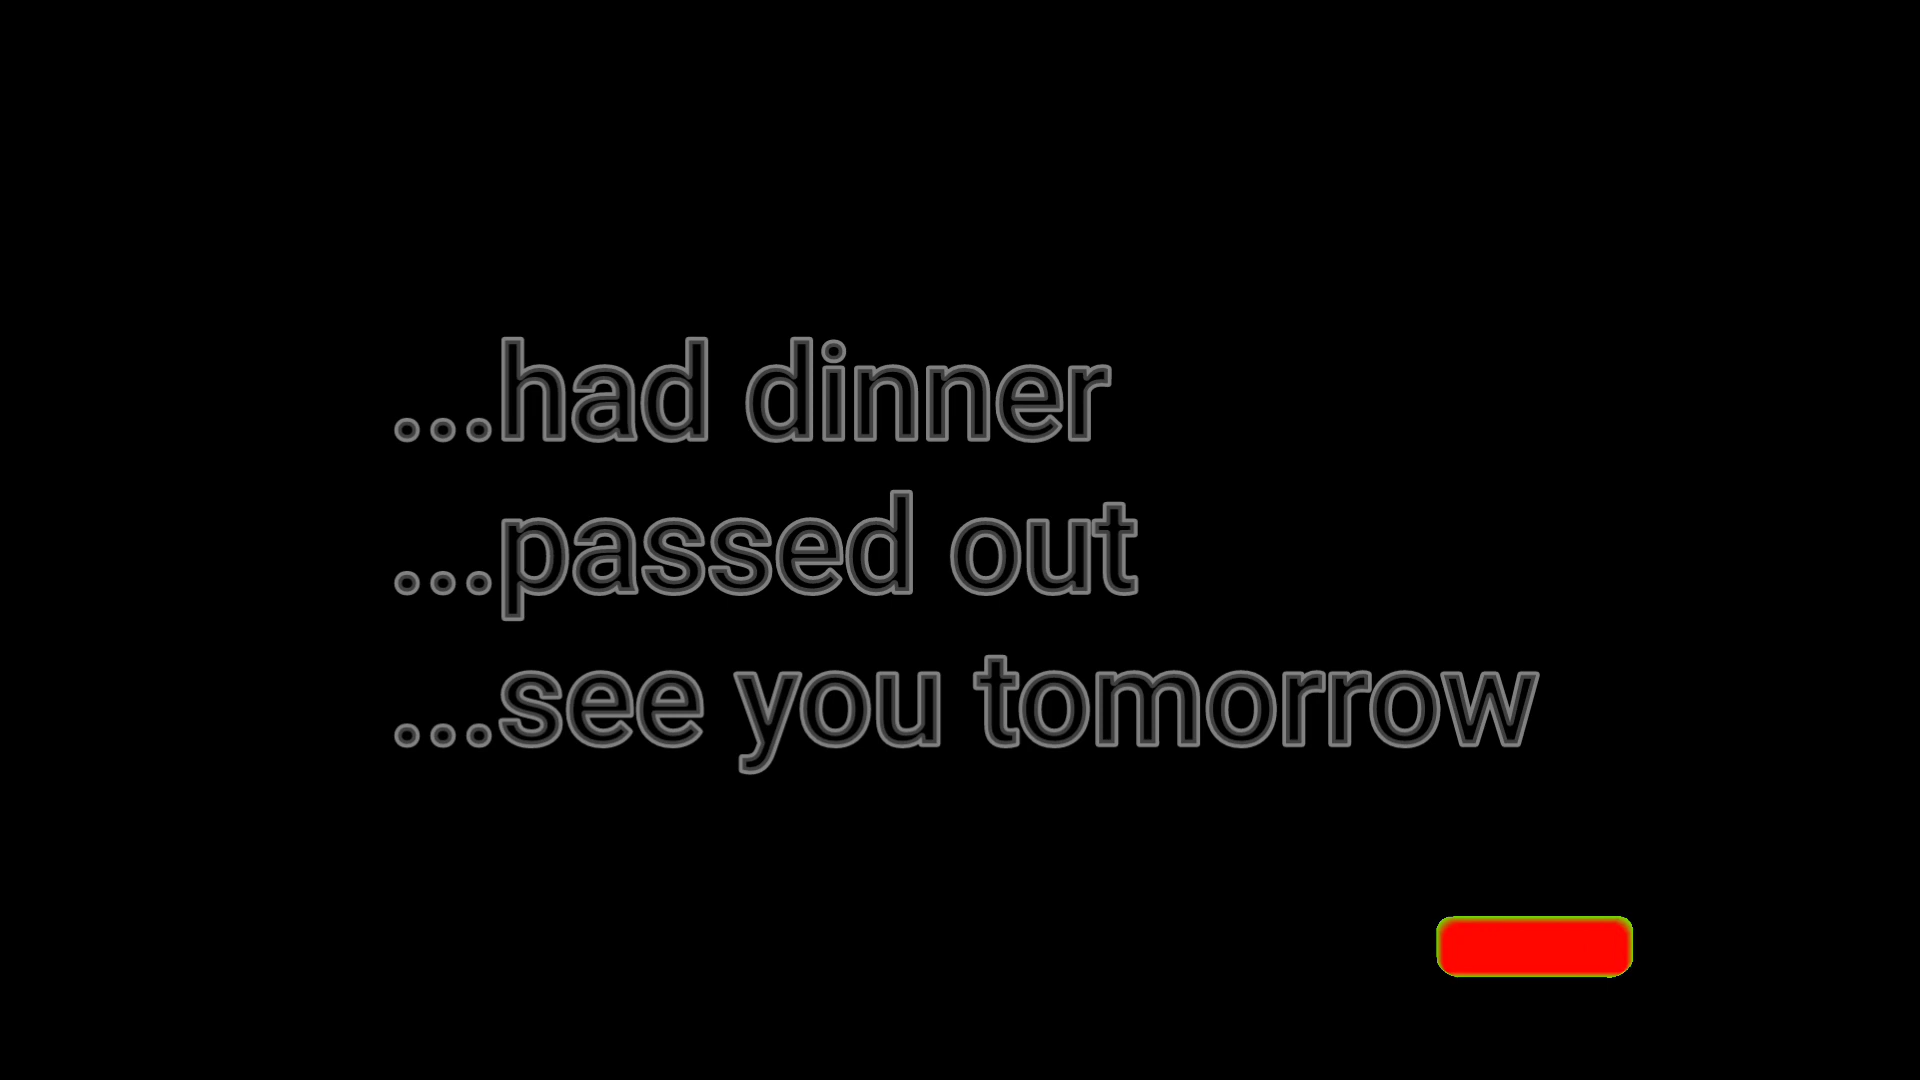 ...had dinner
...passed out
...see you tomorrow